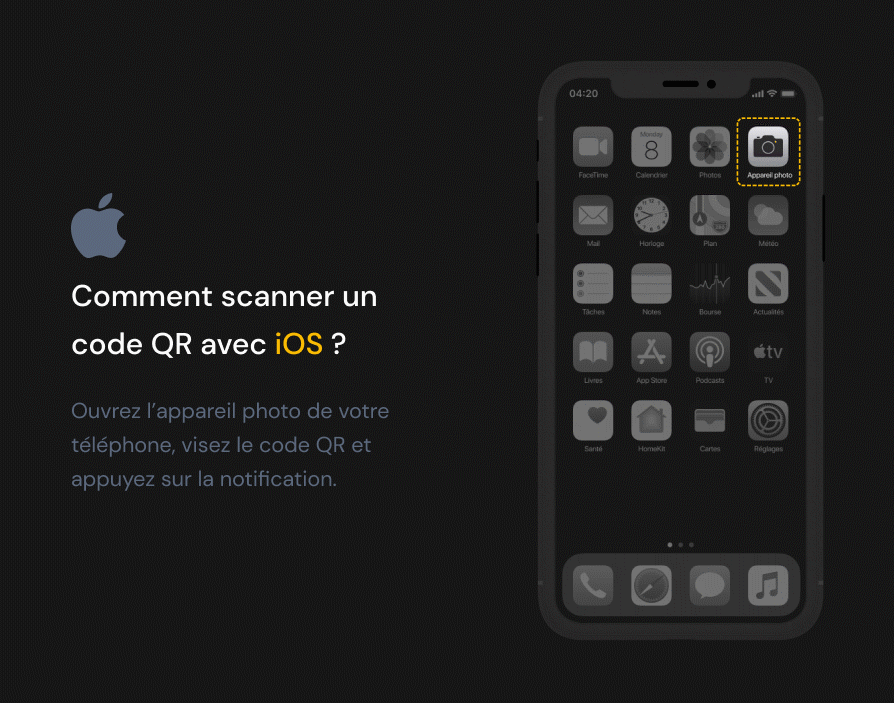 Comment scanner un
code QR avec iOS ?
Ouvrez l’appareil photo de votre
téléphone, visez le code QR et
appuyez sur la notification.
04:20
Monday
8
FaceTime Calendrier Photos Appareil photo
Mail Horloge Plan Météo
Tâches Notes Bourse Actualités
tv
Livres App Store Podcasts TV
Santé HomeKit Cartes Réglages